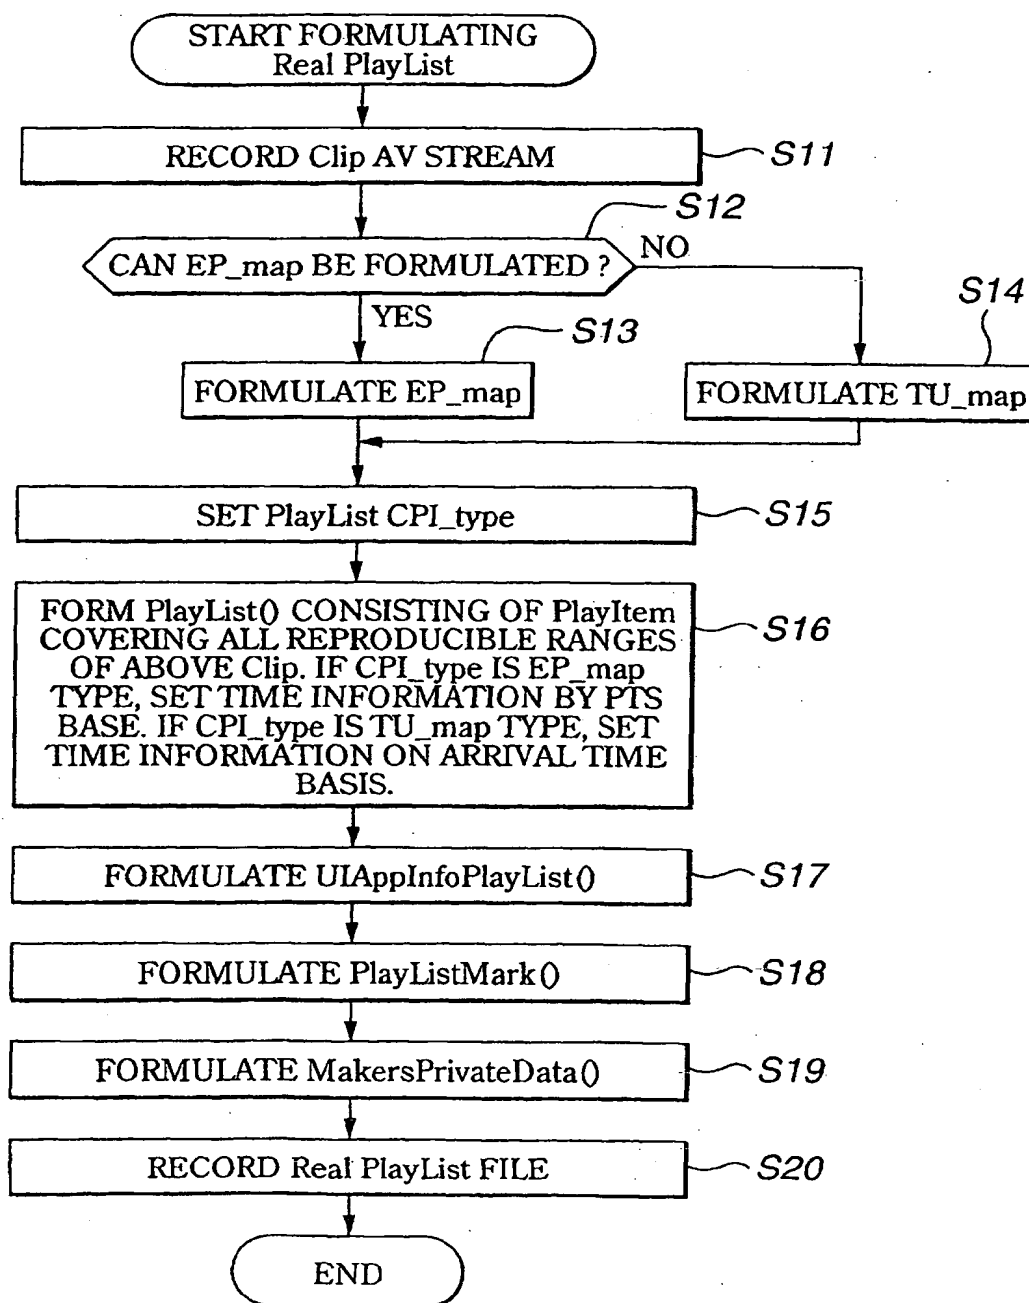 START FORMULATING
Real PlayList
RECORD Clip AV STREAM
S11
S12
CAN EP_map BE FORMULATED ?
NO
YES
S13
S14
FORMULATE EP_map
FORMULATE TU_map
SET PlayList CPI_type
S15
FORM PlayList() CONSISTING OF PlayItem
COVERING ALL REPRODUCIBLE RANGES
OF ABOVE Clip. IF CPI_type IS EP_map
TYPE, SET TIME INFORMATION BY PTS
BASE. IF CPI_type IS TU_map TYPE, SET
TIME INFORMATION ON ARRIVAL TIME
BASIS.
S16
FORMULATE UIAppInfoPlayList()
S17
FORMULATE PlayListMark()
S18
FORMULATE MakersPrivateData()
S19
RECORD Real PlayList FILE
S20
END